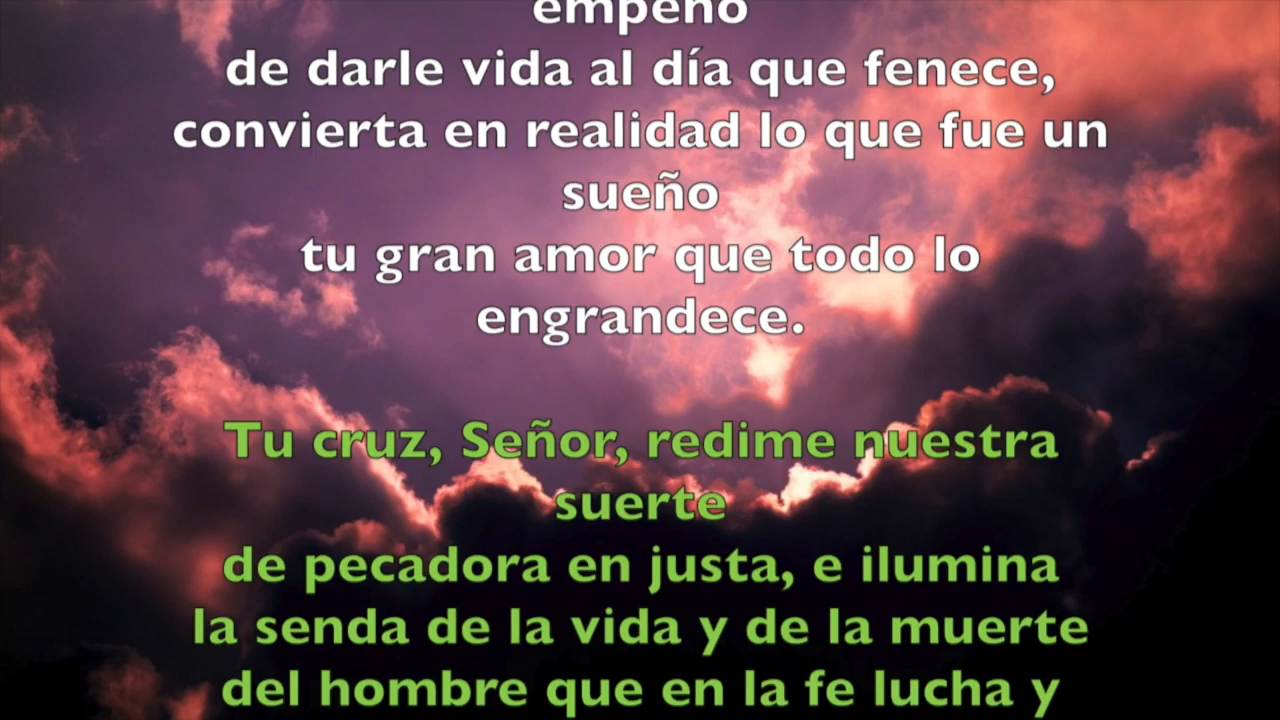 empeño
de darle vida al día que fenece,
convierta en realidad lo que fue un
sueño
tu gran amor que todo lo
engrandece.
Tu cruz, Señor, redime nuestra
suerte
de pecadora en justa, e ilumina
la senda de la vida y de la muerte
del hombre que en la fe lucha y